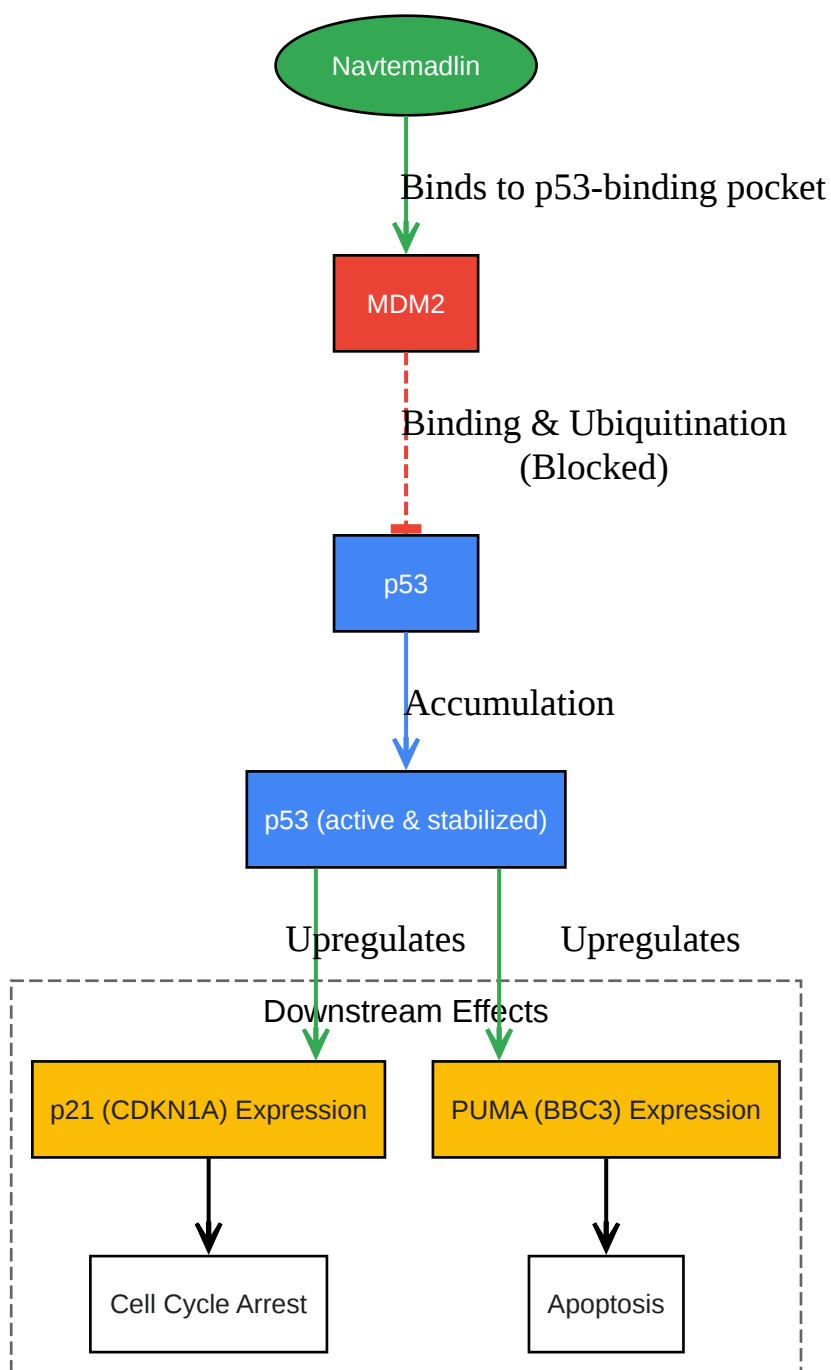 Navtemadlin
Binds to p53-binding pocket
MDM2
Binding & Ubiquitination
(Blocked)
p53
Accumulation
p53 (active & stabilized)
Upregulates
Upregulates
Downstream Effects
p21 (CDKN1A) Expression
PUMA (BBC3) Expression
Cell Cycle Arrest
Apoptosis